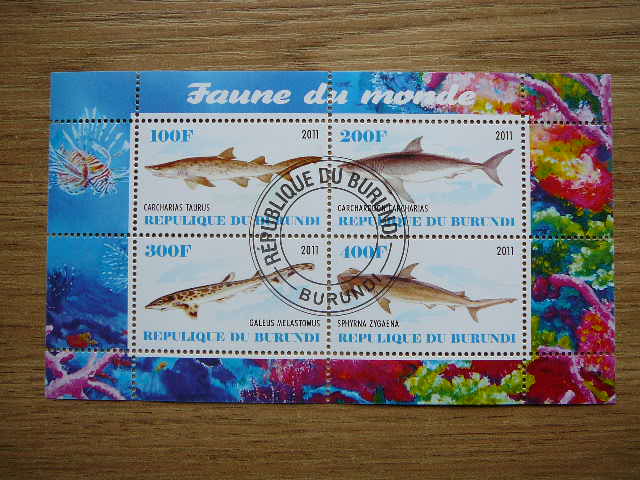 Faune du monde
100F 2011
CARCHARIAS TAURUS
REPUBLIQUE DU BURUNDI
200F 2011
CARCHARODON CARCHARIAS
REPUBLIQUE DU BURUNDI
300F 2011
GALEUS MELASTOMUS
REPUBLIQUE DU BURUNDI
400F 2011
SPHYRNA ZYGAENA
REPUBLIQUE DU BURUNDI
RÉPUBLIQUE DU BURUNDI
BURUNDI